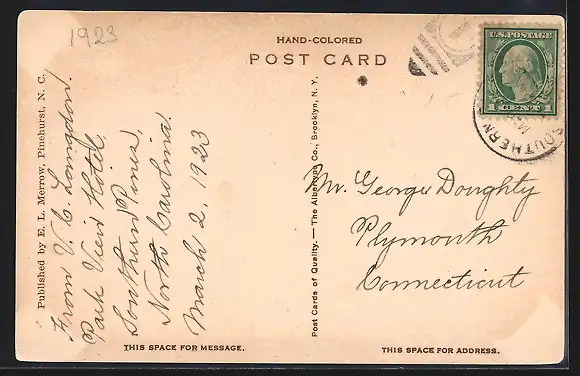 1923
HAND-COLORED
POST CARD
U.S. POSTAGE
1 CENT 1
SOUTHERN
Published by E. L. Merrow, Pinehurst, N. C.
From V. C. Langdon.
Park View Hotel,
Southern Pines,
North Carolina.
March 2, 1923
Post Cards of Quality.—The Albertype Co., Brooklyn, N. Y.
Mr. George Doughty
Plymouth
Connecticut
THIS SPACE FOR MESSAGE.
THIS SPACE FOR ADDRESS.